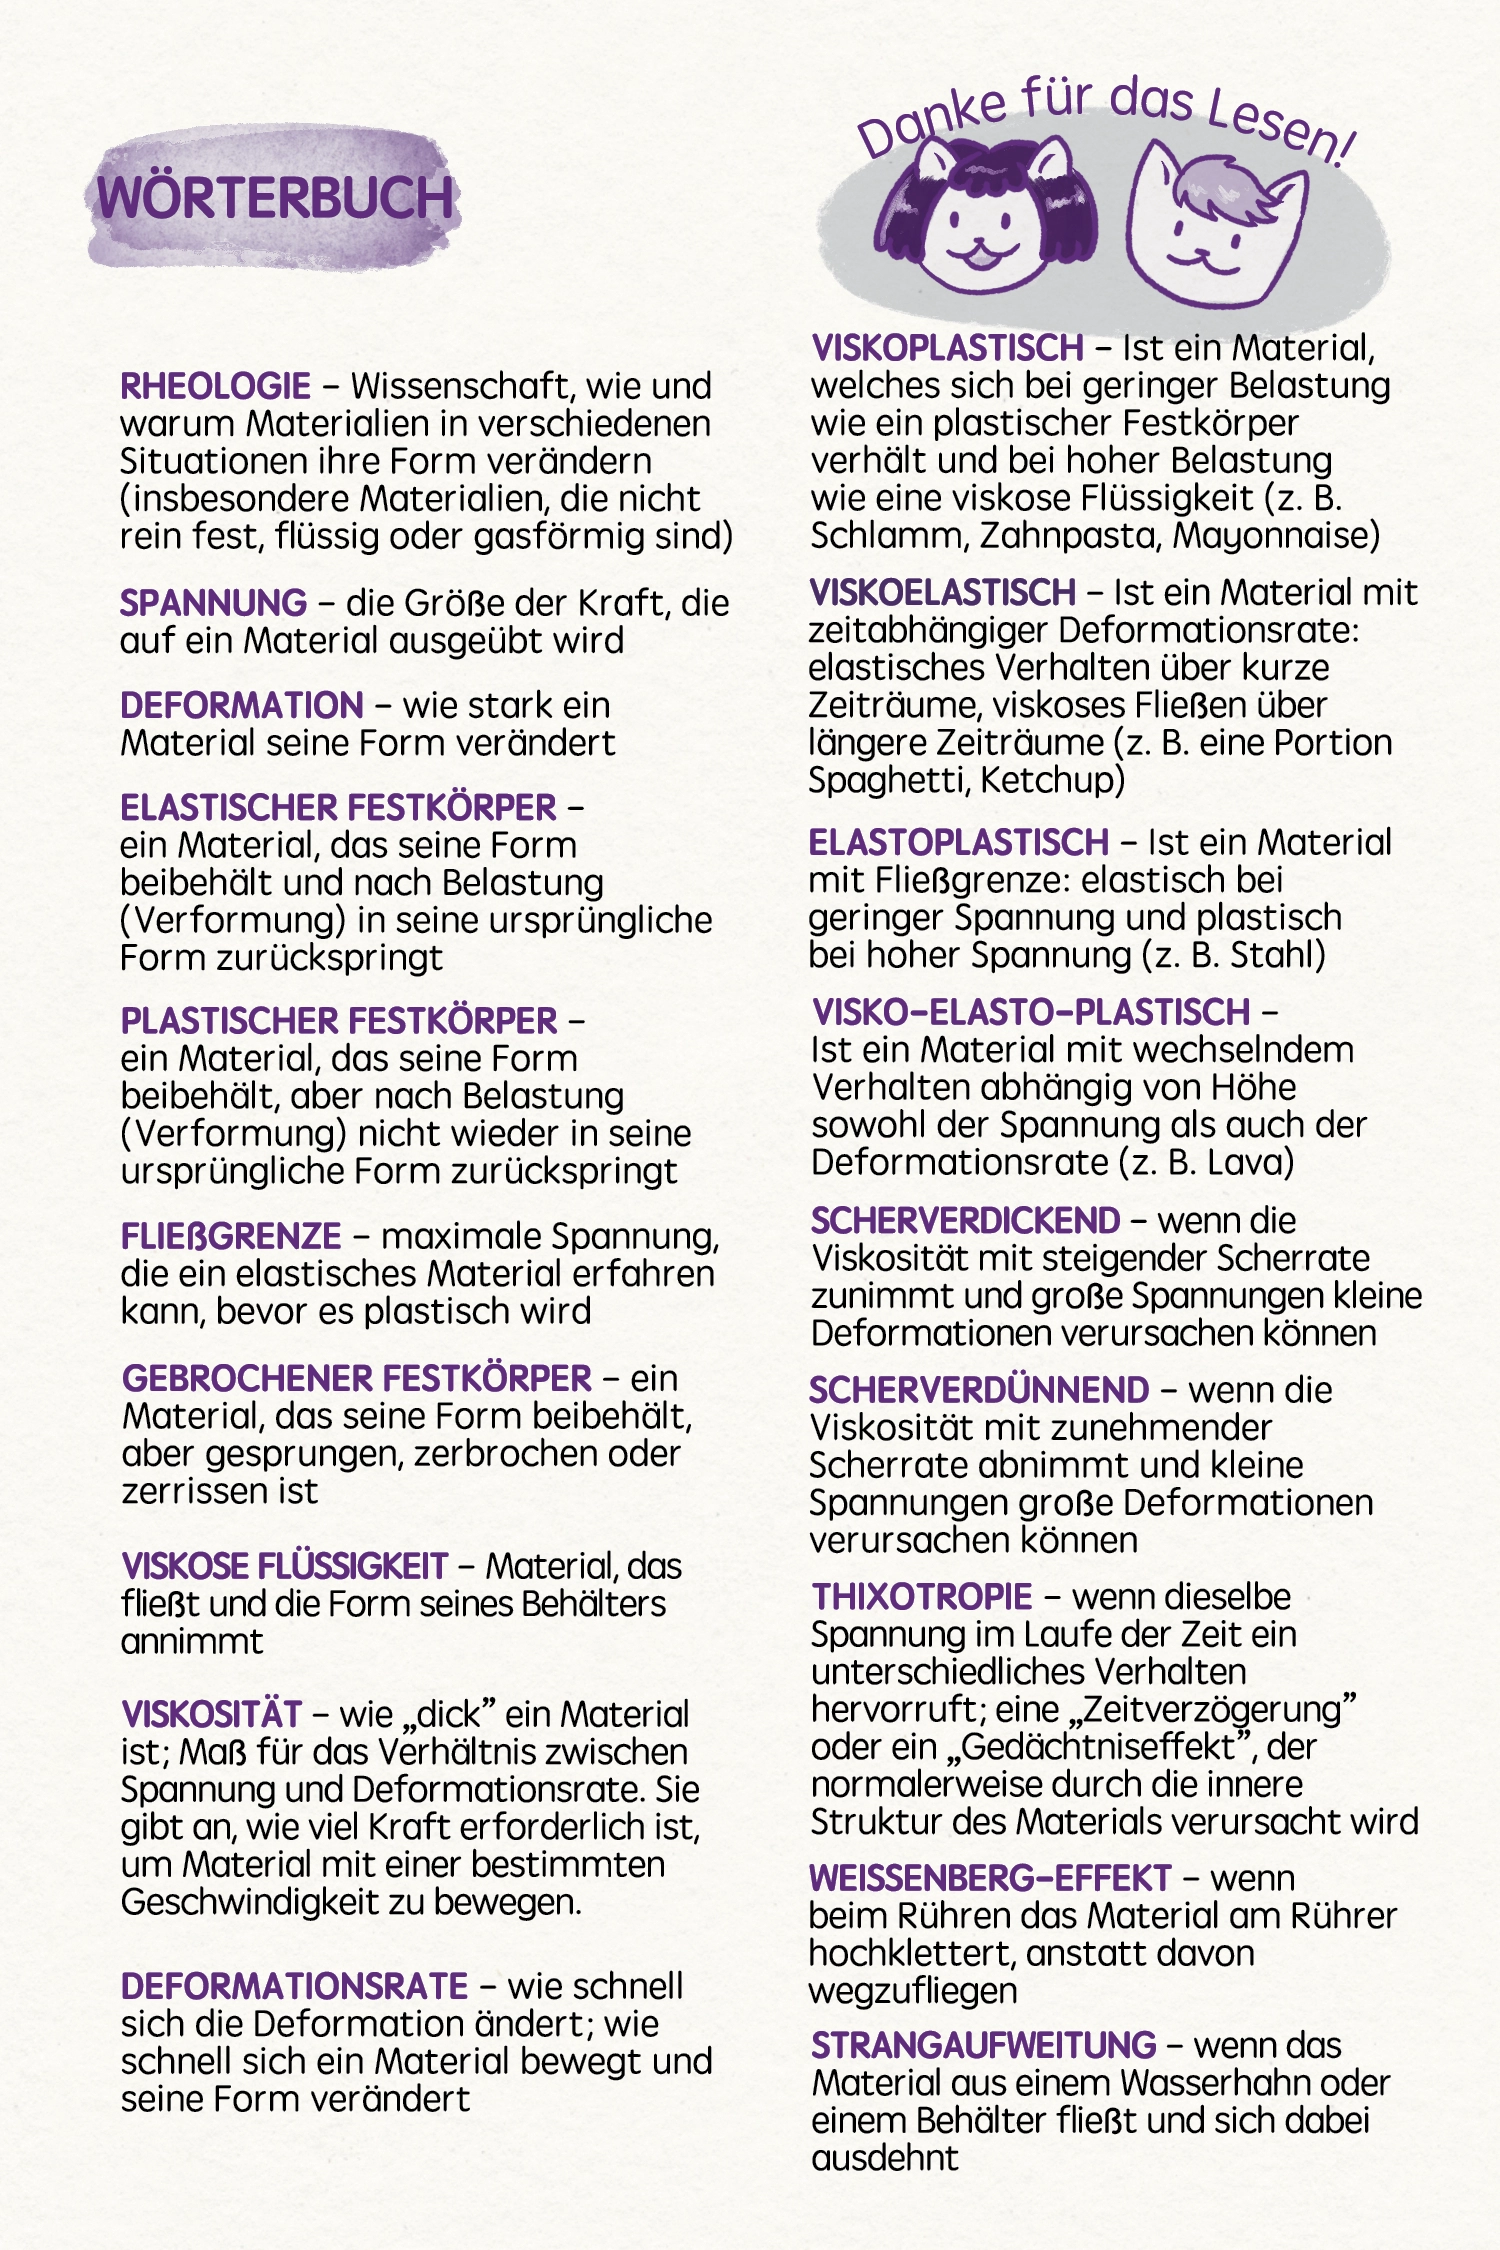 WÖRTERBUCH
RHEOLOGIE – Wissenschaft, wie und
warum Materialien in verschiedenen
Situationen ihre Form verändern
(insbesondere Materialien, die nicht
rein fest, flüssig oder gasförmig sind)
SPANNUNG – die Größe der Kraft, die
auf ein Material ausgeübt wird
DEFORMATION – wie stark ein
Material seine Form verändert
ELASTISCHER FESTKÖRPER –
ein Material, das seine Form
beibehält und nach Belastung
(Verformung) in seine ursprüngliche
Form zurückspringt
PLASTISCHER FESTKÖRPER –
ein Material, das seine Form
beibehält, aber nach Belastung
(Verformung) nicht wieder in seine
ursprüngliche Form zurückspringt
FLIEßGRENZE – maximale Spannung,
die ein elastisches Material erfahren
kann, bevor es plastisch wird
GEBROCHENER FESTKÖRPER – ein
Material, das seine Form beibehält,
aber gesprungen, zerbrochen oder
zerrissen ist
VISKOSE FLÜSSIGKEIT – Material, das
fließt und die Form seines Behälters
annimmt
VISKOSITÄT – wie „dick” ein Material
ist; Maß für das Verhältnis zwischen
Spannung und Deformationsrate. Sie
gibt an, wie viel Kraft erforderlich ist,
um Material mit einer bestimmten
Geschwindigkeit zu bewegen.
DEFORMATIONSRATE – wie schnell
sich die Deformation ändert; wie
schnell sich ein Material bewegt und
seine Form verändert
Danke für das Lesen!
VISKOPLASTISCH – Ist ein Material,
welches sich bei geringer Belastung
wie ein plastischer Festkörper
verhält und bei hoher Belastung
wie eine viskose Flüssigkeit (z. B.
Schlamm, Zahnpasta, Mayonnaise)
VISKOELASTISCH – Ist ein Material mit
zeitabhängiger Deformationsrate:
elastisches Verhalten über kurze
Zeiträume, viskoses Fließen über
längere Zeiträume (z. B. eine Portion
Spaghetti, Ketchup)
ELASTOPLASTISCH – Ist ein Material
mit Fließgrenze: elastisch bei
geringer Spannung und plastisch
bei hoher Spannung (z. B. Stahl)
VISKO-ELASTO-PLASTISCH –
Ist ein Material mit wechselndem
Verhalten abhängig von Höhe
sowohl der Spannung als auch der
Deformationsrate (z. B. Lava)
SCHERVERDICKEND – wenn die
Viskosität mit steigender Scherrate
zunimmt und große Spannungen kleine
Deformationen verursachen können
SCHERVERDÜNNEND – wenn die
Viskosität mit zunehmender
Scherrate abnimmt und kleine
Spannungen große Deformationen
verursachen können
THIXOTROPIE – wenn dieselbe
Spannung im Laufe der Zeit ein
unterschiedliches Verhalten
hervorruft; eine „Zeitverzögerung”
oder ein „Gedächtniseffekt”, der
normalerweise durch die innere
Struktur des Materials verursacht wird
WEISSENBERG-EFFEKT – wenn
beim Rühren das Material am Rührer
hochklettert, anstatt davon
wegzufliegen
STRANGAUFWEITUNG – wenn das
Material aus einem Wasserhahn oder
einem Behälter fließt und sich dabei
ausdehnt